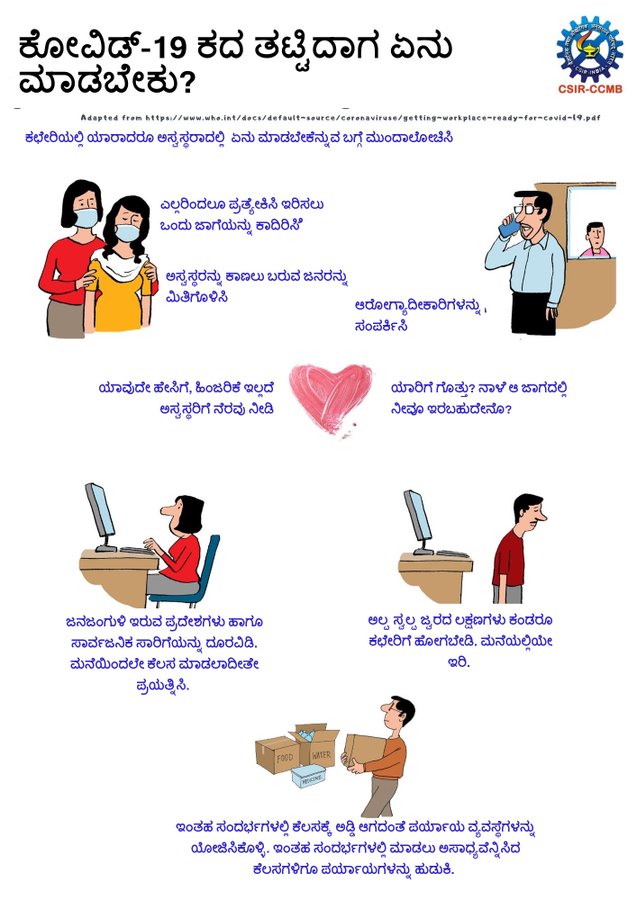 ಕೋವಿಡ್-19 ಕದ ತಟ್ಟಿದಾಗ ಏನು
ಮಾಡಬೇಕು?
CSIR-INDIA
CSIR-CCMB
Adapted from https://www.who.int/docs/default-source/coronaviruse/getting-workplace-ready-for-covid-19.pdf
ಕಛೇರಿಯಲ್ಲಿ ಯಾರಾದರೂ ಅಸ್ವಸ್ಥರಾದಲ್ಲಿ ಏನು ಮಾಡಬೇಕೆನ್ನುವ ಬಗ್ಗೆ ಮುಂದಾಲೋಚಿಸಿ
ಎಲ್ಲರಿಂದಲೂ ಪ್ರತ್ಯೇಕಿಸಿ ಇರಿಸಲು
ಒಂದು ಜಾಗೆಯನ್ನು ಕಾದಿರಿಸಿ
ಅಸ್ವಸ್ಥರನ್ನು ಕಾಣಲು ಬರುವ ಜನರನ್ನು
ಮಿತಿಗೊಳಿಸಿ
ಆರೋಗ್ಯಾದೀಕಾರಿಗಳನ್ನು
ಸಂಪರ್ಕಿಸಿ
ಯಾವುದೇ ಹೇಸಿಗೆ, ಹಿಂಜರಿಕೆ ಇಲ್ಲದೆ
ಅಸ್ವಸ್ಥರಿಗೆ ನೆರವು ನೀಡಿ
ಯಾರಿಗೆ ಗೊತ್ತು? ನಾಳೆ ಆ ಜಾಗದಲ್ಲಿ
ನೀವೂ ಇರಬಹುದೇನೊ?
ಜನಜಂಗುಳಿ ಇರುವ ಪ್ರದೇಶಗಳು ಹಾಗೂ
ಸಾರ್ವಜನಿಕ ಸಾರಿಗೆಯನ್ನು ದೂರವಿಡಿ.
ಮನೆಯಿಂದಲೇ ಕೆಲಸ ಮಾಡಲಾದೀತೇ
ಪ್ರಯತ್ನಿಸಿ.
ಅಲ್ಪ ಸ್ವಲ್ಪ ಜ್ವರದ ಲಕ್ಷಣಗಳು ಕಂಡರೂ
ಕಛೇರಿಗೆ ಹೋಗಬೇಡಿ. ಮನೆಯಲ್ಲಿಯೇ
ಇರಿ.
FOOD
WATER
MEDICINE
ಇಂತಹ ಸಂದರ್ಭಗಳಲ್ಲಿ ಕೆಲಸಕ್ಕೆ ಅಡ್ಡಿ ಆಗದಂತೆ ಪರ್ಯಾಯ ವ್ಯವಸ್ಥೆಗಳನ್ನು
ಯೋಜಿಸಿಕೊಳ್ಳಿ. ಇಂತಹ ಸಂದರ್ಭಗಳಲ್ಲಿ ಮಾಡಲು ಅಸಾಧ್ಯವೆನ್ನಿಸಿದ
ಕೆಲಸಗಳಿಗೂ ಪರ್ಯಾಯಗಳನ್ನು ಹುಡುಕಿ.